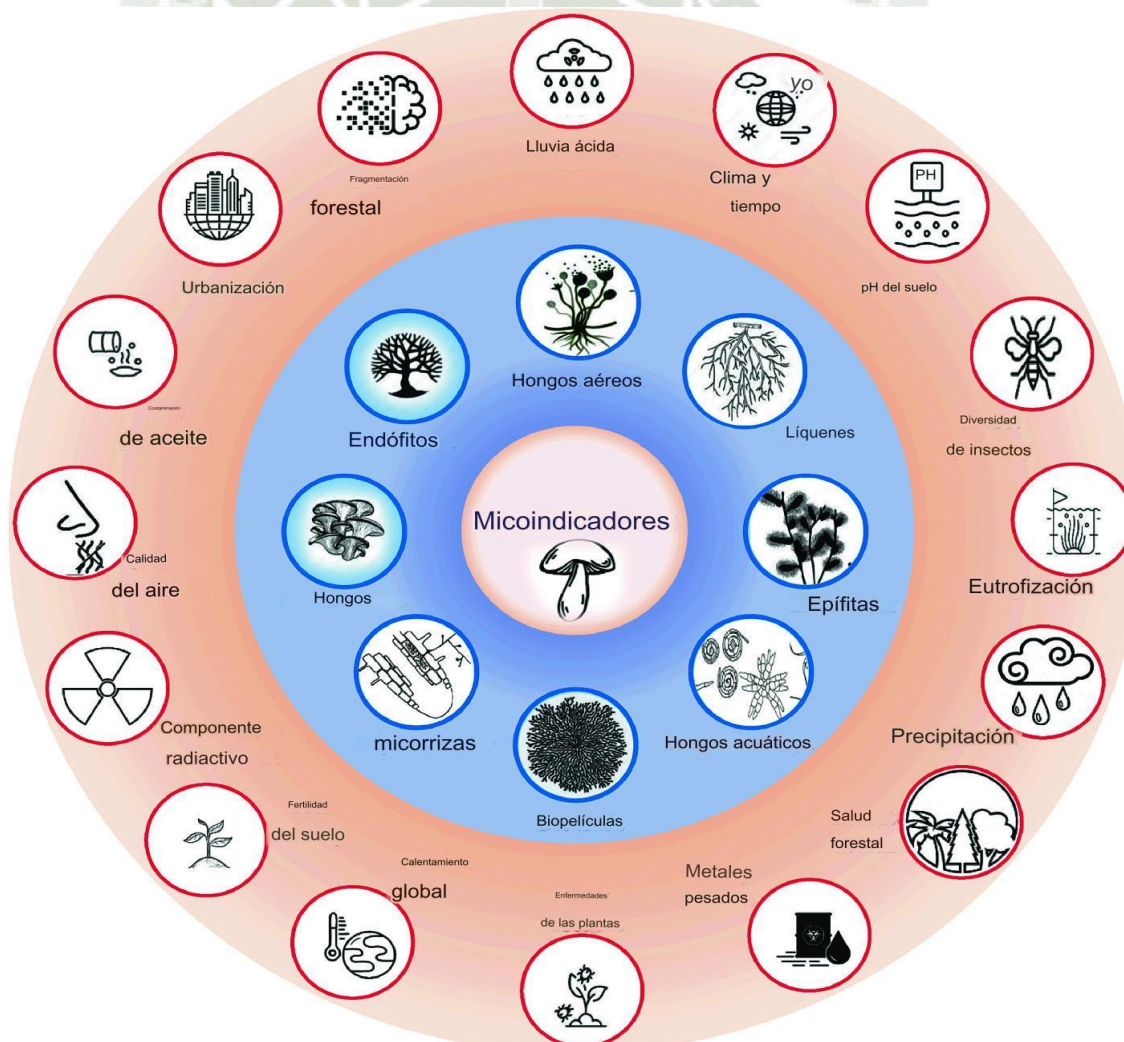 Lluvia ácida
yo
Clima y
tiempo
PH
pH del suelo
Diversidad
de insectos
Eutrofización
Precipitación
Salud
forestal
Metales
pesados
Enfermedades
de las plantas
Calentamiento
global
Fertilidad
del suelo
Componente
radiactivo
Calidad
del aire
Contaminación
de aceite
Urbanización
Fragmentación
forestal
Hongos aéreos
Líquenes
Epífitas
Hongos acuáticos
Biopelículas
micorrizas
Hongos
Endófitos
Micoindicadores